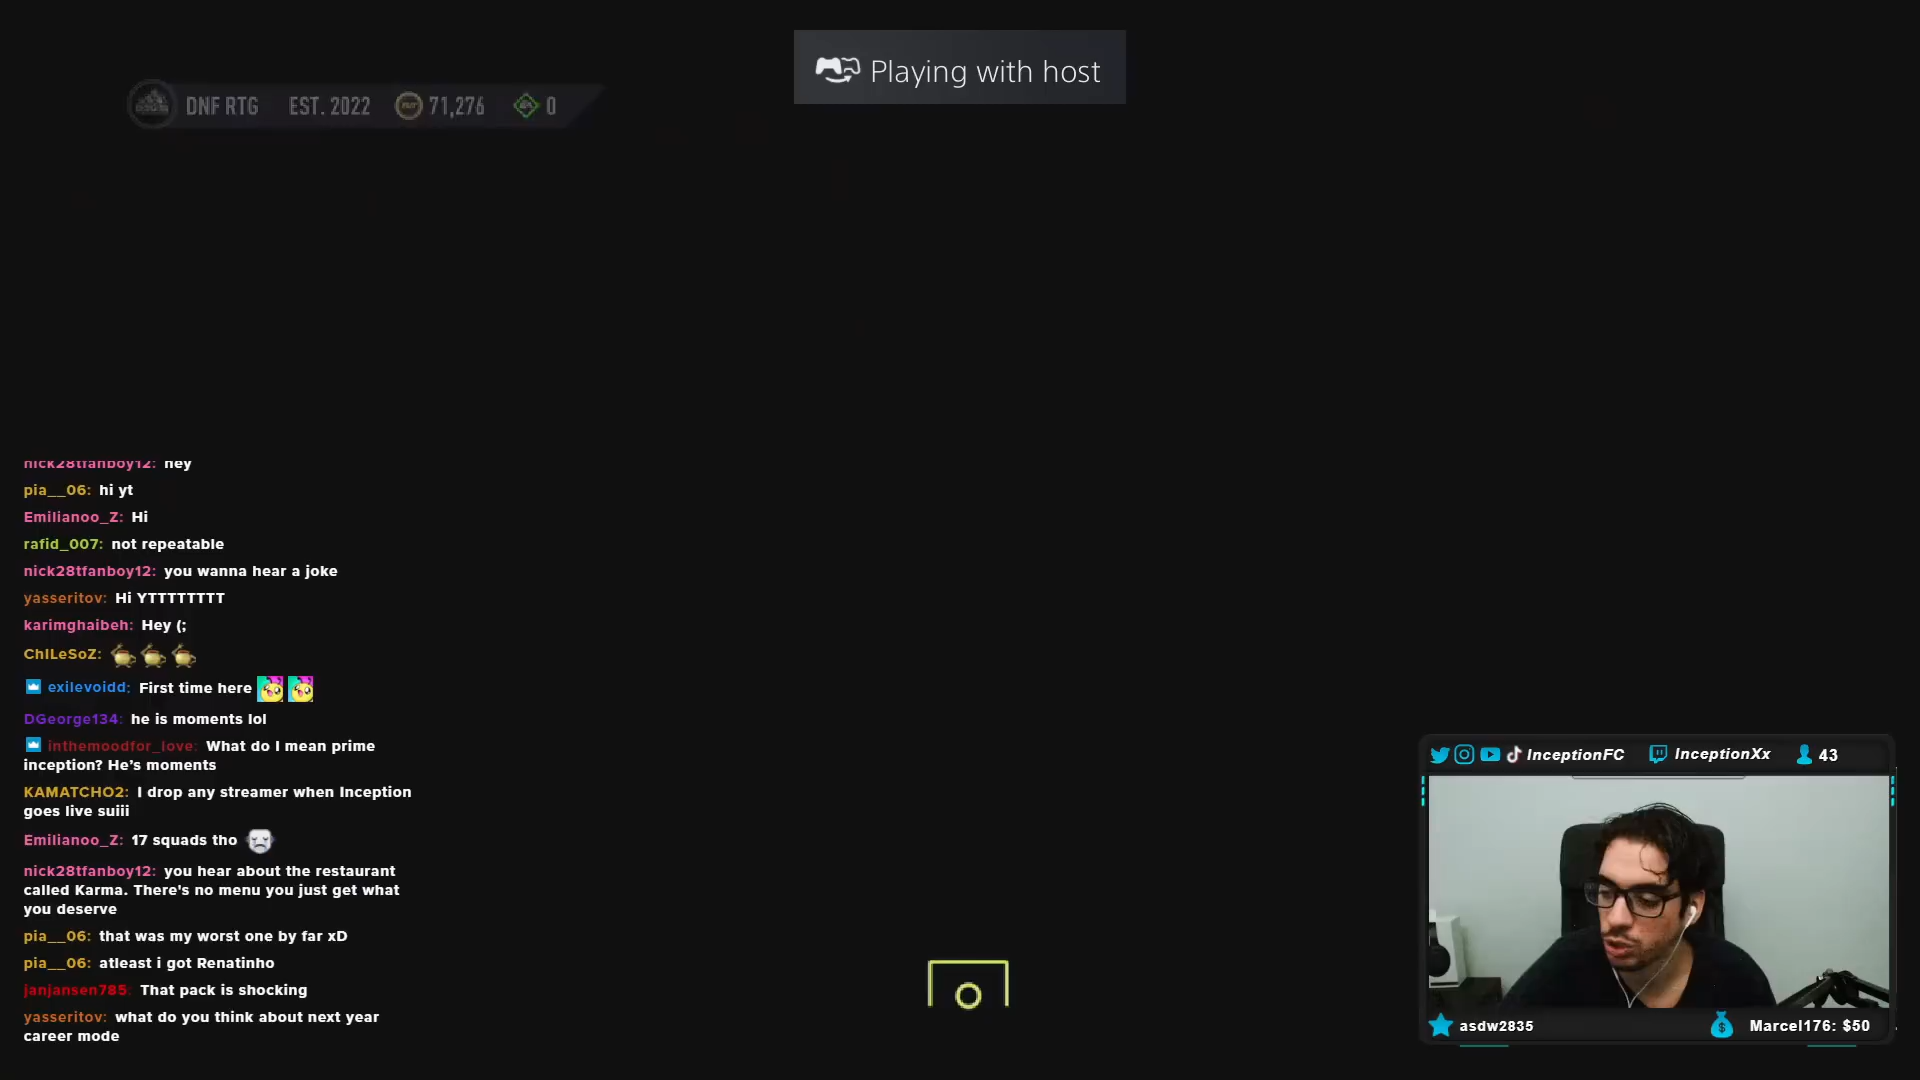 Playing with host
DNF RTG EST. 2022 71,276 0
nick28tfanboy12: hey
pia__06: hi yt
Emilianoo_Z: Hi
rafid_007: not repeatable
nick28tfanboy12: you wanna hear a joke
yasseritov: Hi YTTTTTTTT
karimghaibeh: Hey (;
ChILeSoZ:
exilevoidd: First time here
DGeorge134: he is moments lol
inthemoodfor_love: What do I mean prime
inception? He's moments
KAMATCHO2: I drop any streamer when Inception
goes live suiii
Emilianoo_Z: 17 squads tho
nick28tfanboy12: you hear about the restaurant
called Karma. There's no menu you just get what
you deserve
pia__06: that was my worst one by far xD
pia__06: atleast i got Renatinho
janjansen785: That pack is shocking
yasseritov: what do you think about next year
career mode
InceptionFC InceptionXx 43
asdw2835 Marcel176: $50